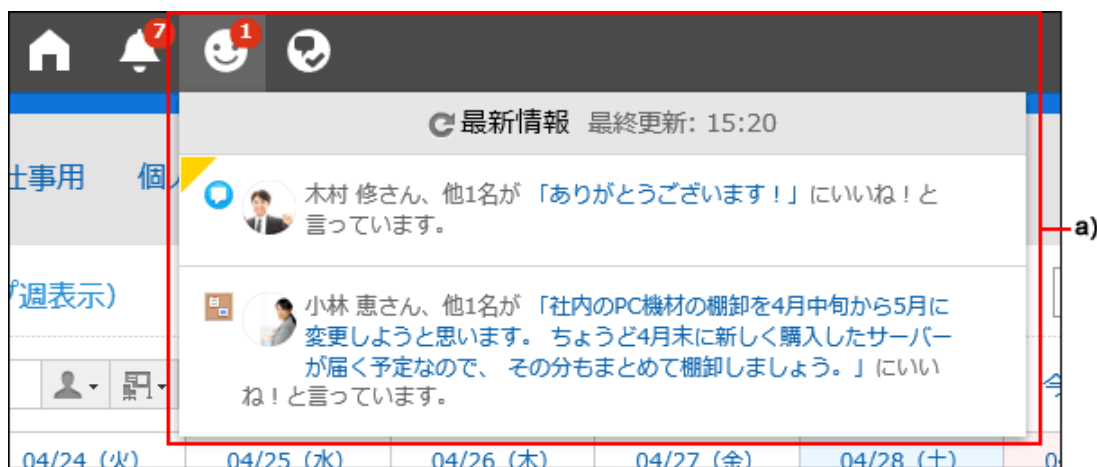 7
1
最新情報 最終更新: 15:20
仕事用 個人
木村 修さん、他1名が 「ありがとうございます！」にいいね！と
言っています。
a)
プ週表示）
小林 恵さん、他1名が 「社内のPC機材の棚卸を4月中旬から5月に
変更しようと思います。 ちょうど4月末に新しく購入したサーバー
が届く予定なので、 その分もまとめて棚卸しましょう。」にいい
ね！と言っています。
今
04/24（火） 04/25（水） 04/26（木） 04/27（金） 04/28（土） 0